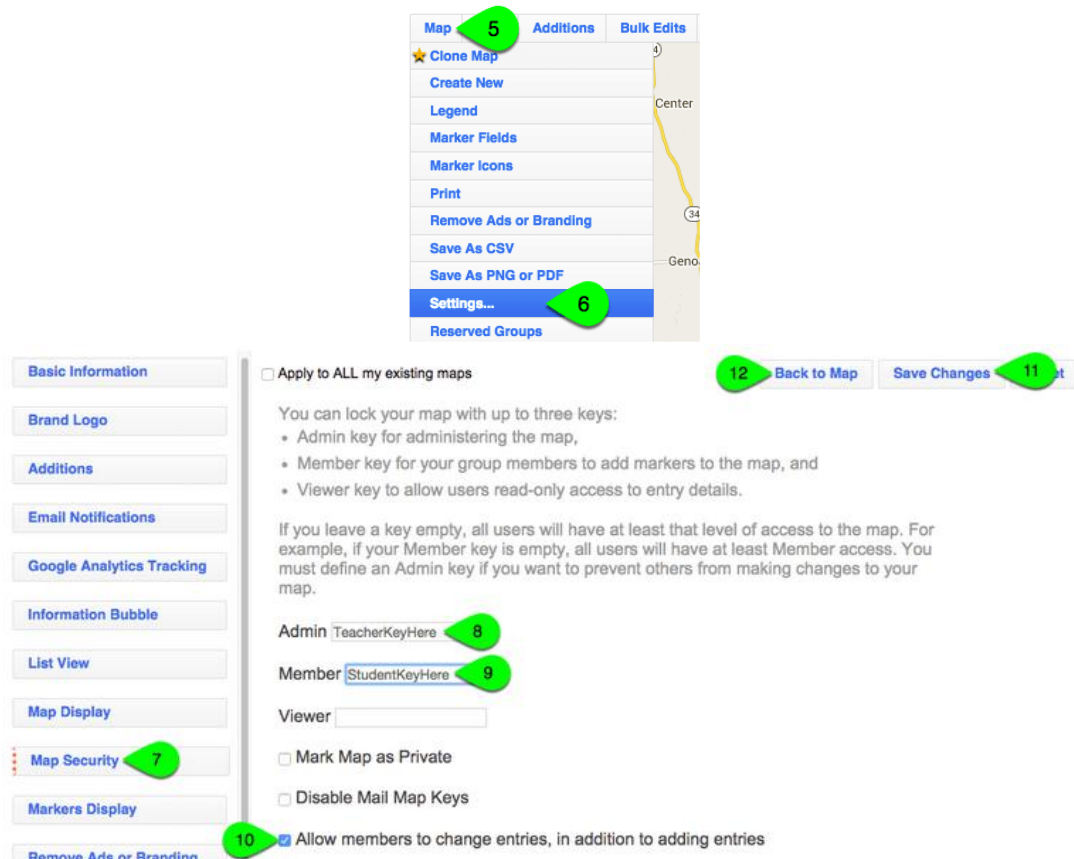 Map 5 Additions Bulk Edits
Clone Map
Create New
Legend
Center
Marker Fields
Marker Icons
Print
34
Remove Ads or Branding
Save As CSV
Save As PNG or PDF
Settings... 6
Reserved Groups
Basic Information
Brand Logo
Additions
Email Notifications
Google Analytics Tracking
Information Bubble
List View
Map Display
Map Security 7
Markers Display
Remove Ads or Branding
Apply to ALL my existing maps
12 Back to Map Save Changes 11
You can lock your map with up to three keys:
• Admin key for administering the map,
• Member key for your group members to add markers to the map, and
• Viewer key to allow users read-only access to entry details.
If you leave a key empty, all users will have at least that level of access to the map. For
example, if your Member key is empty, all users will have at least Member access. You
must define an Admin key if you want to prevent others from making changes to your
map.
Admin TeacherKeyHere 8
Member StudentKeyHere 9
Viewer
Mark Map as Private
Disable Mail Map Keys
10 Allow members to change entries, in addition to adding entries